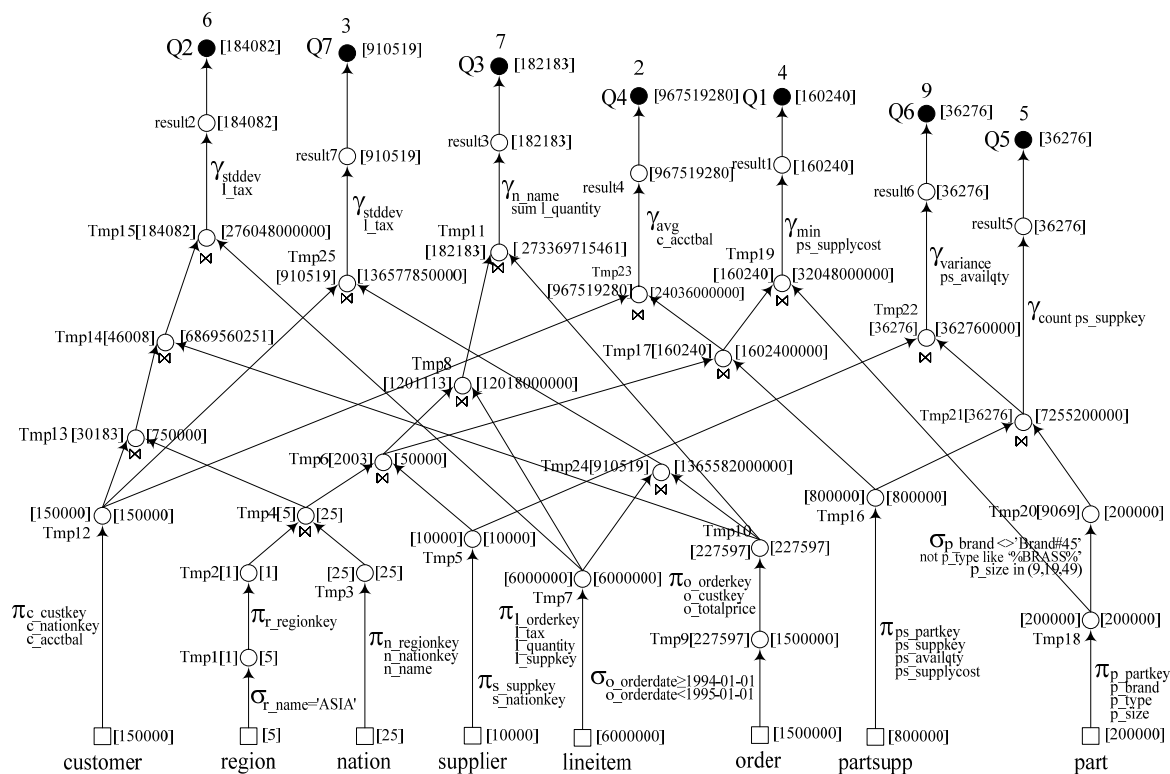 6
Q2 [184082]
3
Q7 [910519]
7
Q3 [182183]
2
Q4 [967519280]
4
Q1 [160240]
9
Q6 [36276]
5
Q5 [36276]
result2 [184082]
result7 [910519]
result3 [182183]
result4 [967519280]
result1 [160240]
result6 [36276]
result5 [36276]
γstddev
l_tax
γstddev
l_tax
γn_name
sum l_quantity
γavg
c_acctbal
γmin
ps_supplycost
γvariance
ps_availqty
γcount ps_suppkey
Tmp15[184082] [276048000000]
⋈
Tmp25
[910519] [136577850000]
⋈
Tmp11
[182183] [273369715461]
⋈
Tmp23
[967519280] [24036000000]
⋈
Tmp19
[160240] [32048000000]
⋈
Tmp22
[36276] [362760000]
⋈
Tmp14[46008] [6869560251]
⋈
Tmp8
[1201113] [12018000000]
⋈
Tmp17[160240] [1602400000]
⋈
Tmp21[36276] [7255200000]
⋈
Tmp13 [30183] [750000]
⋈
Tmp6[2003] [50000]
⋈
Tmp24[910519] [1365582000000]
⋈
[150000] [150000]
Tmp12
Tmp4[5] [25]
⋈
[10000] [10000]
Tmp5
Tmp10
[227597] [227597]
[800000] [800000]
Tmp16
Tmp20[9069] [200000]
σp_brand <>'Brand#45'
not p_type like '%BRASS%'
p_size in (9,19,49)
Tmp2[1] [1]
[25] [25]
Tmp3
[6000000] [6000000]
Tmp7
πc_custkey
c_nationkey
c_acctbal
πr_regionkey
πn_regionkey
n_nationkey
n_name
πl_orderkey
l_tax
l_quantity
l_suppkey
πo_orderkey
o_custkey
o_totalprice
πps_partkey
ps_suppkey
ps_availqty
ps_supplycost
[200000] [200000]
Tmp18
Tmp1[1] [5]
Tmp9[227597] [1500000]
σr_name='ASIA'
πs_suppkey
s_nationkey
σo_orderdate≥1994-01-01
o_orderdate<1995-01-01
πp_partkey
p_brand
p_type
p_size
[150000] [5] [25] [10000] [6000000] [1500000] [800000] [200000]
customer region nation supplier lineitem order partsupp part